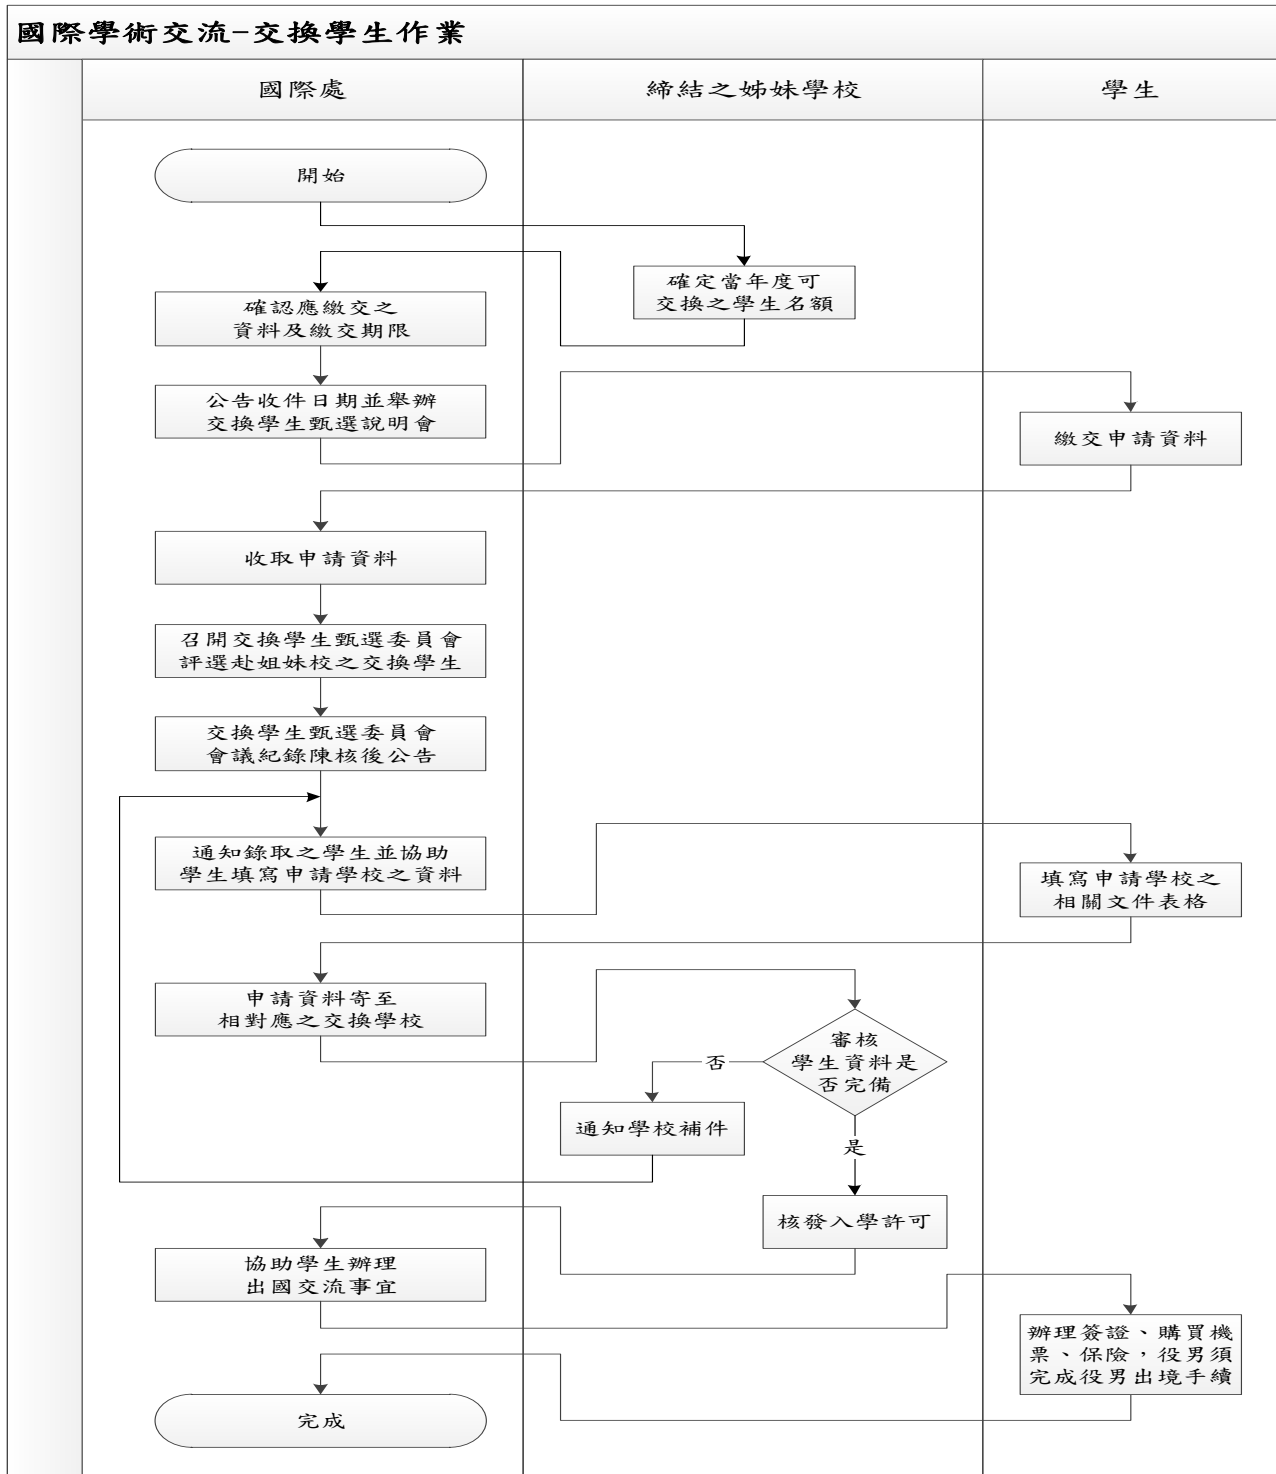 國際學術交流-交換學生作業
國際處
締結之姊妹學校
學生
開始
確定當年度可
交換之學生名額
確認應繳交之
資料及繳交期限
公告收件日期並舉辦
交換學生甄選說明會
繳交申請資料
收取申請資料
召開交換學生甄選委員會
評選赴姐妹校之交換學生
交換學生甄選委員會
會議紀錄陳核後公告
通知錄取之學生並協助
學生填寫申請學校之資料
填寫申請學校之
相關文件表格
申請資料寄至
相對應之交換學校
審核
學生資料是
否完備
否
通知學校補件
是
核發入學許可
協助學生辦理
出國交流事宜
辦理簽證、購買機
票、保險，役男須
完成役男出境手續
完成